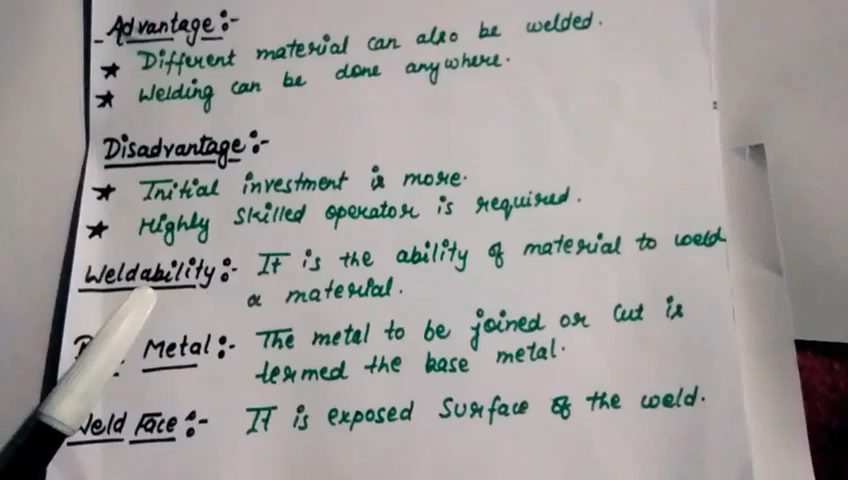 Advantage:-
★ Different material can also be welded.
★ Welding can be done anywhere.
Disadvantage:-
★ Initial investment is more.
★ Highly skilled operator is required.
Weldability:- It is the ability of material to weld
a material.
Metal:- The metal to be joined or cut is
termed the base metal.
Weld Face:- It is exposed surface of the weld.